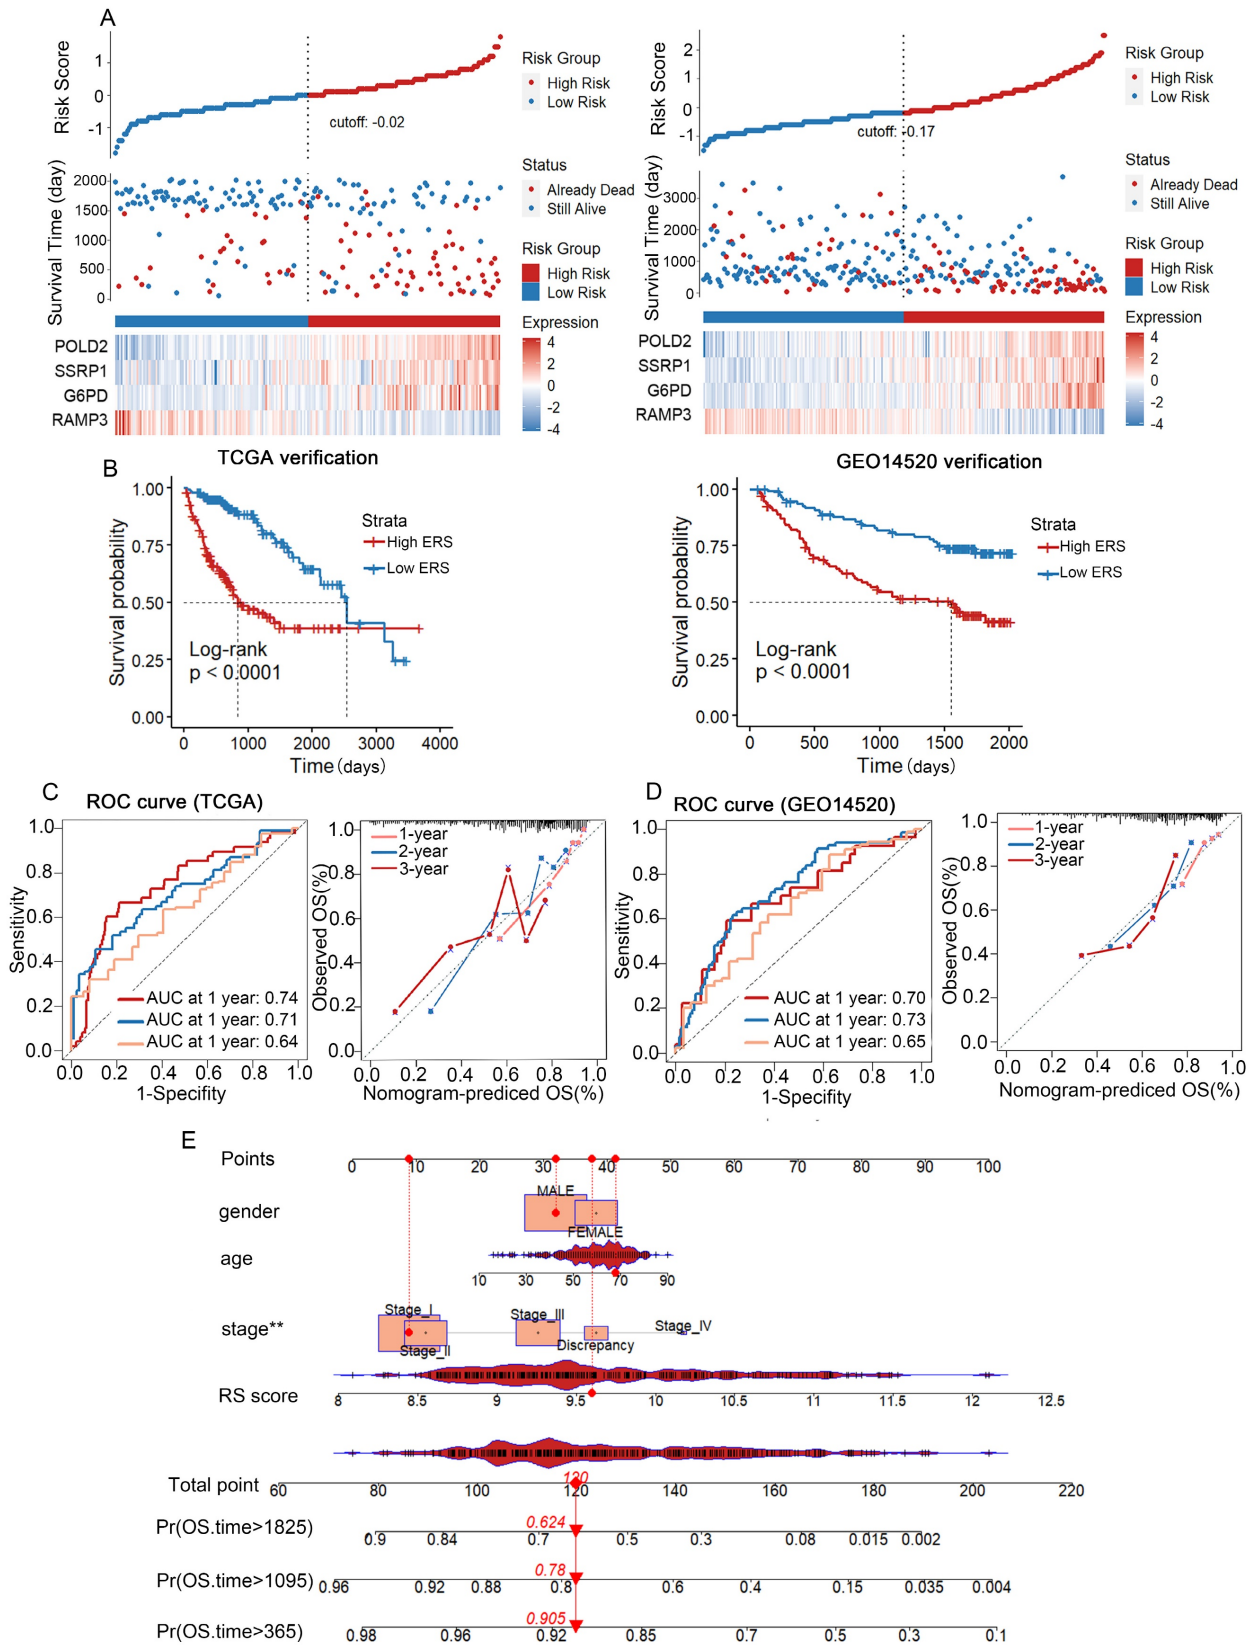 A
Risk Score
1
0
-1
cutoff: -0.02
Risk Group
High Risk
Low Risk
Survival Time (day)
2000
1500
1000
500
0
Status
Already Dead
Still Alive
Risk Group
High Risk
Low Risk
POLD2
SSRP1
G6PD
RAMP3
Expression
4
2
0
-2
-4
Risk Score
2
1
0
-1
cutoff: -0.17
Risk Group
High Risk
Low Risk
Survival Time (day)
3000
2000
1000
0
Status
Already Dead
Still Alive
Risk Group
High Risk
Low Risk
POLD2
SSRP1
G6PD
RAMP3
Expression
4
2
0
-2
-4
B
TCGA verification
Survival probability
1.00
0.75
0.50
0.25
0.00
Strata
High ERS
Low ERS
Log-rank
p < 0.0001
0 1000 2000 3000 4000
Time (days)
GEO14520 verification
Survival probability
1.00
0.75
0.50
0.25
0.00
Strata
High ERS
Low ERS
Log-rank
p < 0.0001
0 500 1000 1500 2000
Time (days)
C
ROC curve (TCGA)
Sensitivity
1.0
0.8
0.6
0.4
0.2
0.0
AUC at 1 year: 0.74
AUC at 1 year: 0.71
AUC at 1 year: 0.64
0.0 0.2 0.4 0.6 0.8 1.0
1-Specifity
Observed OS(%)
1.0
0.8
0.6
0.4
0.2
0.0
1-year
2-year
3-year
0.0 0.2 0.4 0.6 0.8 1.0
Nomogram-prediced OS(%)
D
ROC curve (GEO14520)
Sensitivity
1.0
0.8
0.6
0.4
0.2
0.0
AUC at 1 year: 0.70
AUC at 1 year: 0.73
AUC at 1 year: 0.65
0.0 0.2 0.4 0.6 0.8 1.0
1-Specifity
Observed OS(%)
1.0
0.8
0.6
0.4
0.2
0.0
1-year
2-year
3-year
0.0 0.2 0.4 0.6 0.8 1.0
Nomogram-prediced OS(%)
E
Points
0 10 20 30 40 50 60 70 80 90 100
gender
MALE
FEMALE
age
10 30 50 70 90
stage**
Stage_I
Stage_II
Stage_III
Discrepancy
Stage_IV
RS score
8 8.5 9 9.5 10 10.5 11 11.5 12 12.5
Total point
120
60 80 100 120 140 160 180 200 220
Pr(OS.time>1825)
0.624
0.9 0.84 0.7 0.5 0.3 0.08 0.015 0.002
Pr(OS.time>1095)
0.78
0.96 0.92 0.88 0.8 0.6 0.4 0.15 0.035 0.004
Pr(OS.time>365)
0.905
0.98 0.96 0.92 0.85 0.7 0.5 0.3 0.1